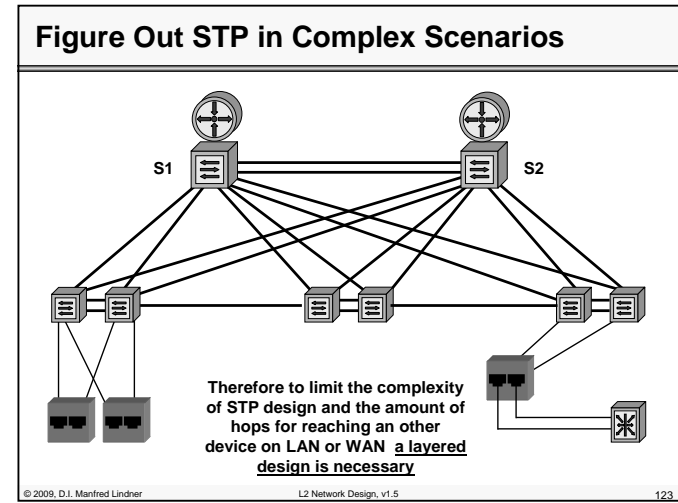 Figure Out STP in Complex Scenarios
S1
S2
Therefore to limit the complexity
of STP design and the amount of
hops for reaching an other
device on LAN or WAN a layered
design is necessary
© 2009, D.I. Manfred Lindner
L2 Network Design, v1.5
123